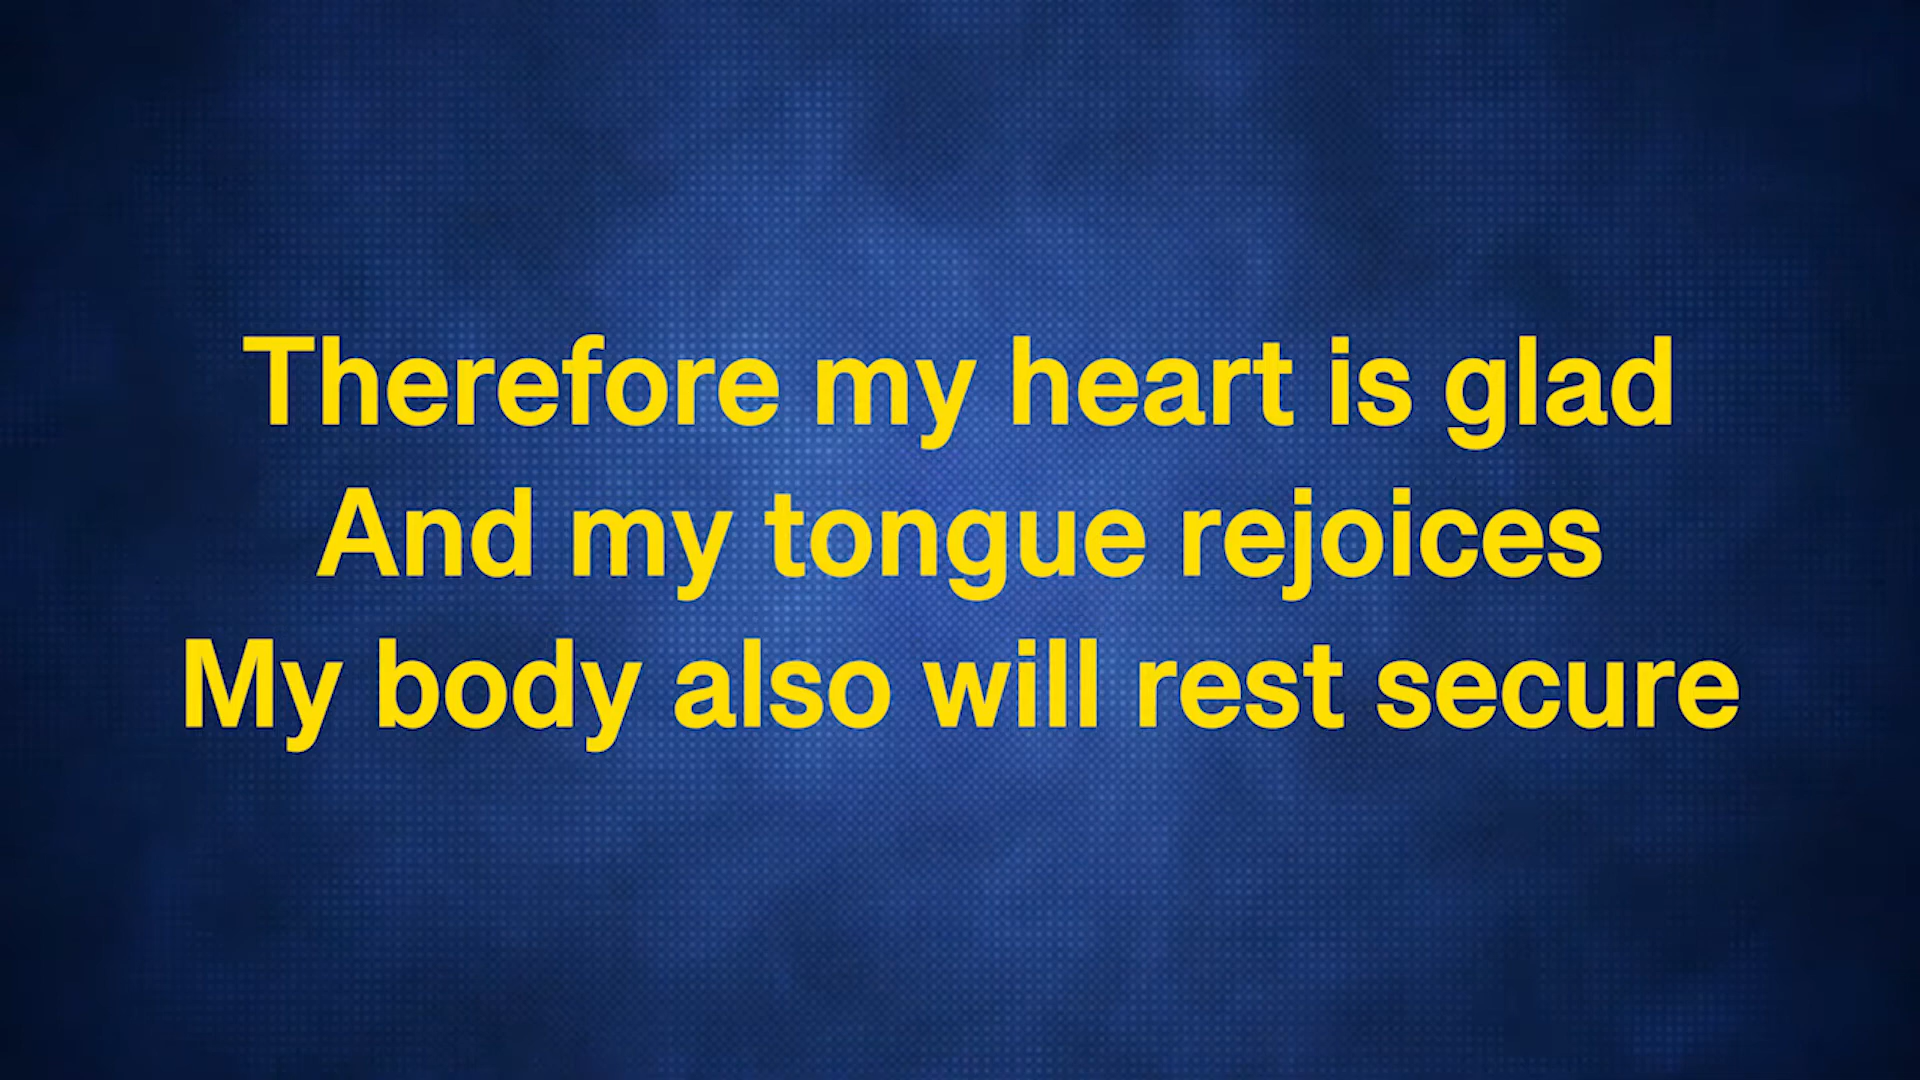 Therefore my heart is glad
And my tongue rejoices
My body also will rest secure